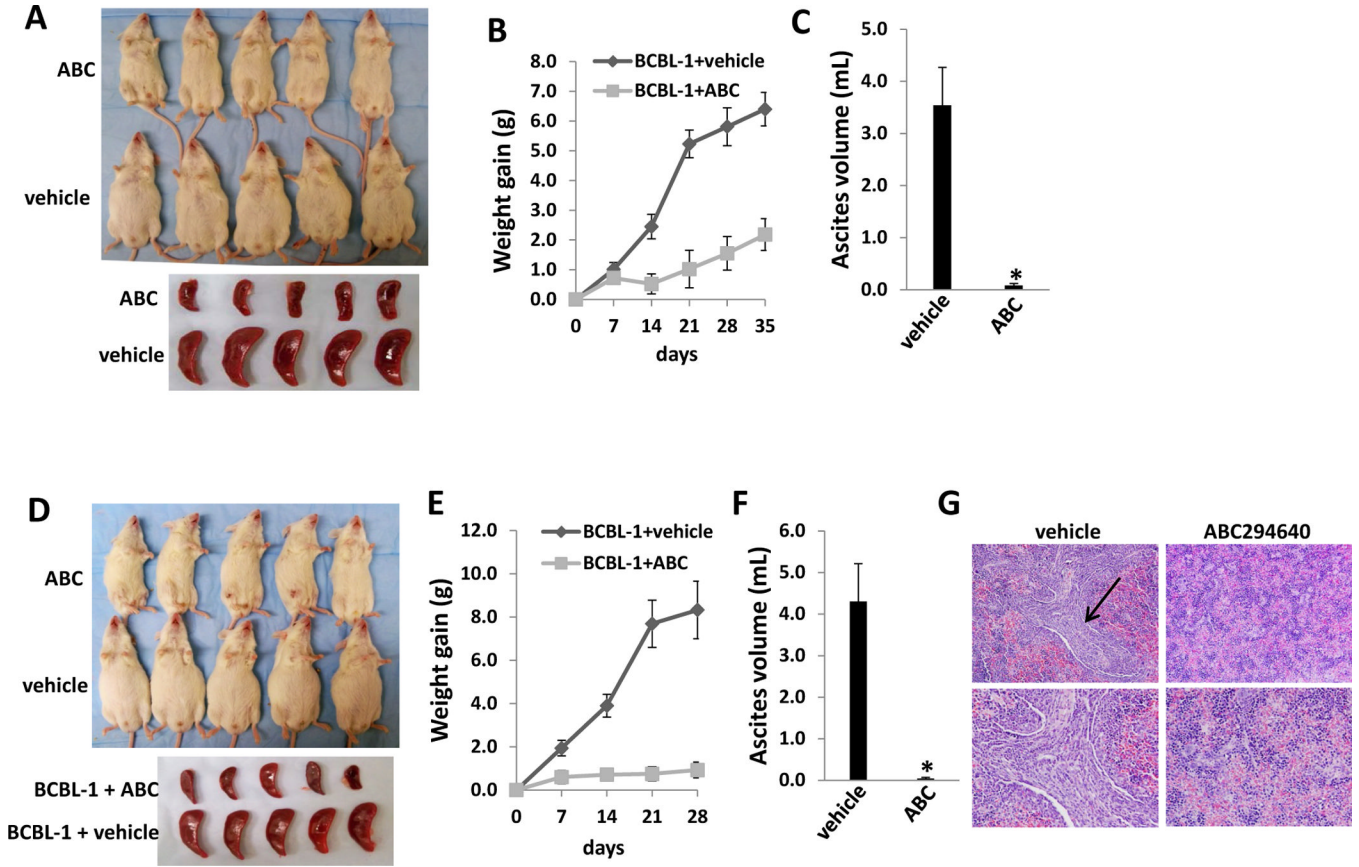 A
ABC
vehicle
ABC
vehicle
B
BCBL-1+vehicle
BCBL-1+ABC
Weight gain (g)
8.0
7.0
6.0
5.0
4.0
3.0
2.0
1.0
0.0
0 7 14 21 28 35
days
C
Ascites volume (mL)
5.0
4.0
3.0
2.0
1.0
0.0
*
vehicle
ABC
D
ABC
vehicle
BCBL-1 + ABC
BCBL-1 + vehicle
E
BCBL-1+vehicle
BCBL-1+ABC
Weight gain (g)
12.0
10.0
8.0
6.0
4.0
2.0
0.0
0 7 14 21 28
days
F
Ascites volume (mL)
6.0
5.0
4.0
3.0
2.0
1.0
0.0
*
vehicle
ABC
G
vehicle ABC294640